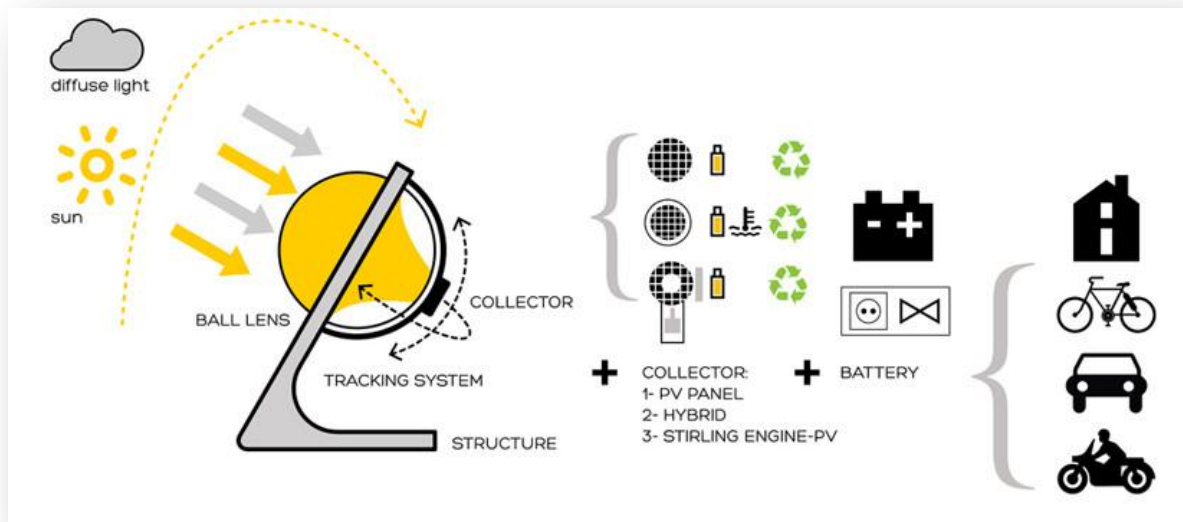 diffuse light
sun
BALL LENS
COLLECTOR
TRACKING SYSTEM
STRUCTURE
+ COLLECTOR:
1- PV PANEL
2- HYBRID
3- STIRLING ENGINE-PV
- +
+ BATTERY